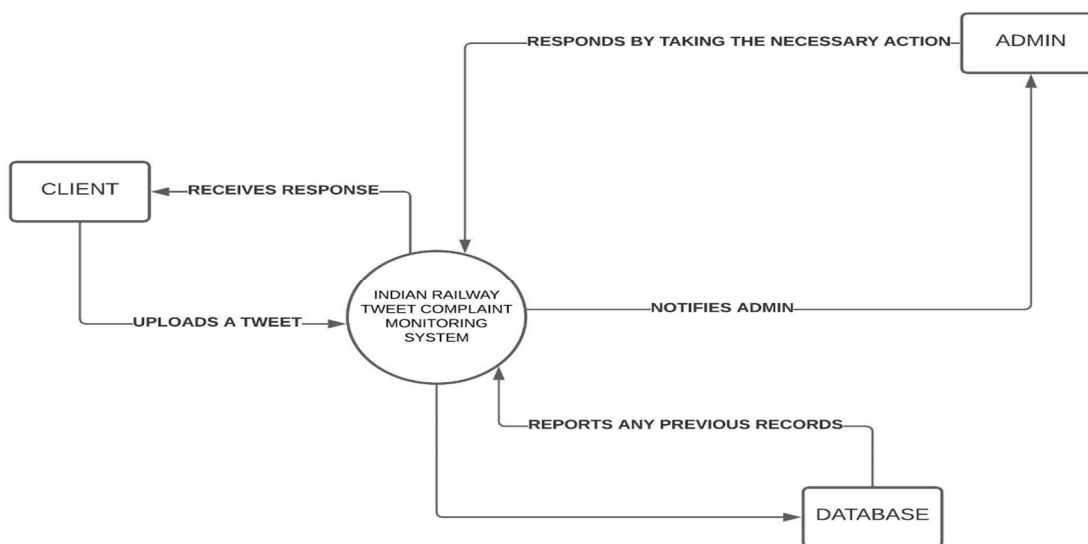 RESPONDS BY TAKING THE NECESSARY ACTION
ADMIN
CLIENT
RECEIVES RESPONSE
INDIAN RAILWAY
TWEET COMPLAINT
MONITORING
SYSTEM
UPLOADS A TWEET
NOTIFIES ADMIN
REPORTS ANY PREVIOUS RECORDS
DATABASE